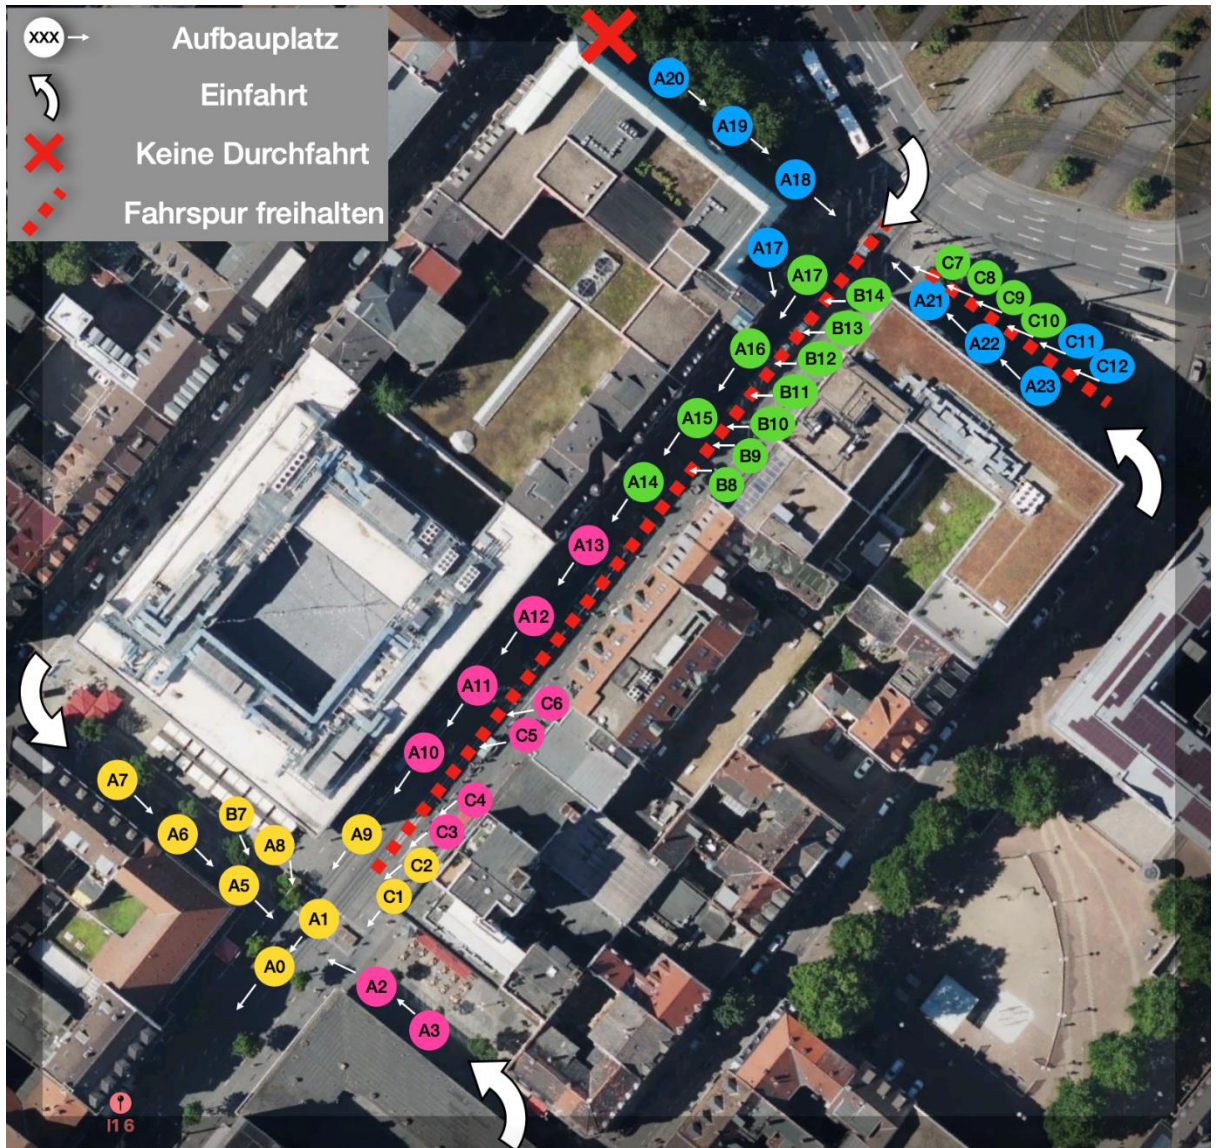 XXX
Aufbauplatz
Einfahrt
Keine Durchfahrt
Fahrspur freihalten
A20
A19
A18
A17
A17
C7
C8
C9
C10
C11
C12
A21
A22
A23
B14
B13
B12
B11
B10
B9
B8
A16
A15
A14
A13
A12
A11
A10
C6
C5
C4
C3
C2
C1
A9
A7
A6
B7
A8
A5
A1
A0
A2
A3
I1 6